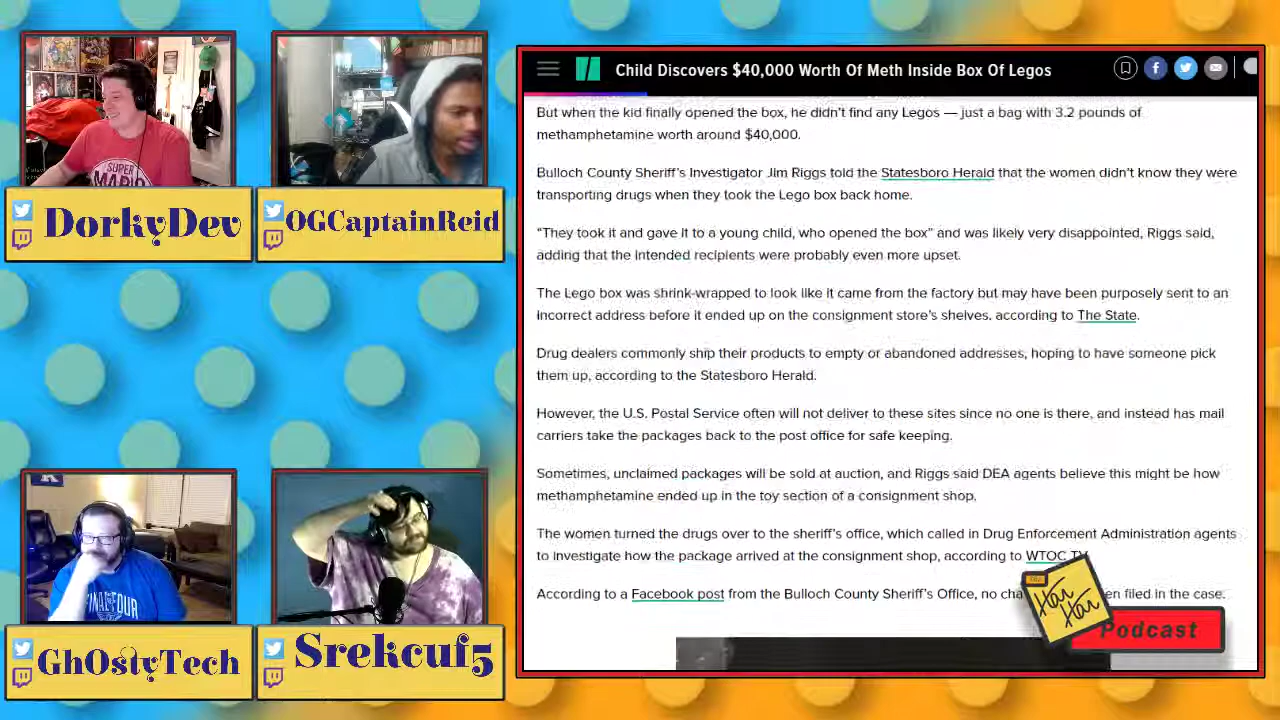 Child Discovers $40,000 Worth Of Meth Inside Box Of Legos
But when the kid finally opened the box, he didn't find any Legos — just a bag with 3.2 pounds of
methamphetamine worth around $40,000.
Bulloch County Sheriff's Investigator Jim Riggs told the Statesboro Herald that the women didn't know they were
transporting drugs when they took the Lego box back home.
"They took it and gave it to a young child, who opened the box" and was likely very disappointed, Riggs said,
adding that the intended recipients were probably even more upset.
The Lego box was shrink-wrapped to look like it came from the factory but may have been purposely sent to an
incorrect address before it ended up on the consignment store's shelves, according to The State.
Drug dealers commonly ship their products to empty or abandoned addresses, hoping to have someone pick
them up, according to the Statesboro Herald.
However, the U.S. Postal Service often will not deliver to these sites since no one is there, and instead has mail
carriers take the packages back to the post office for safe keeping.
Sometimes, unclaimed packages will be sold at auction, and Riggs said DEA agents believe this might be how
methamphetamine ended up in the toy section of a consignment shop.
The women turned the drugs over to the sheriff's office, which called in Drug Enforcement Administration agents
to investigate how the package arrived at the consignment shop, according to WTOC TV
According to a Facebook post from the Bulloch County Sheriff's Office, no filed in the case.
Har
Har
Podcast
SUPER
DorkyDev
OGCaptainReid
FINAL FOUR
GhOstyTech
Srekcuf5